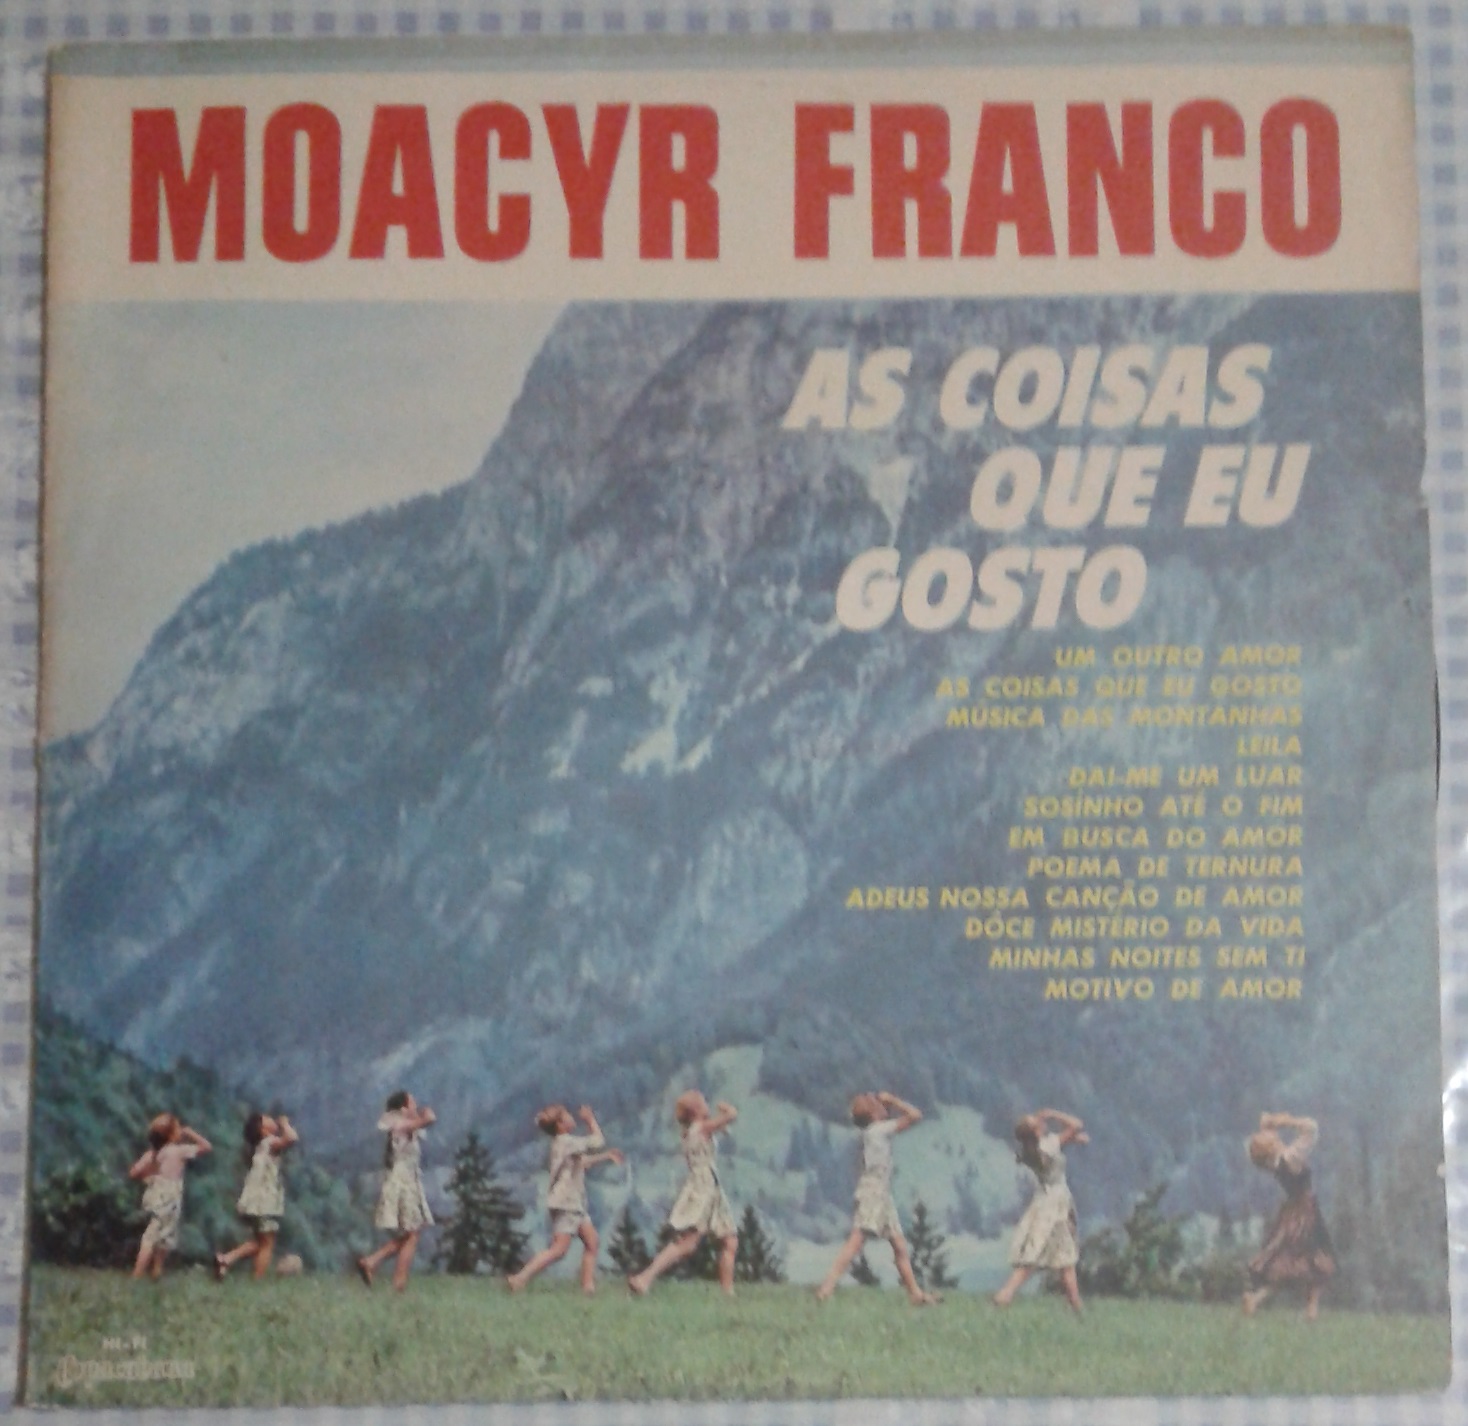 MOACYR FRANCO
AS COISAS
QUE EU
GOSTO
UM OUTRO AMOR
AS COISAS QUE EU GOSTO
MÚSICA DAS MONTANHAS
LEILA
DAI-ME UM LUAR
SOSINHO ATÉ O FIM
EM BUSCA DO AMOR
POEMA DE TERNURA
ADEUS NOSSA CANÇÃO DE AMOR
DÔCE MISTÉRIO DA VIDA
MINHAS NOITES SEM TI
MOTIVO DE AMOR
HI-FI